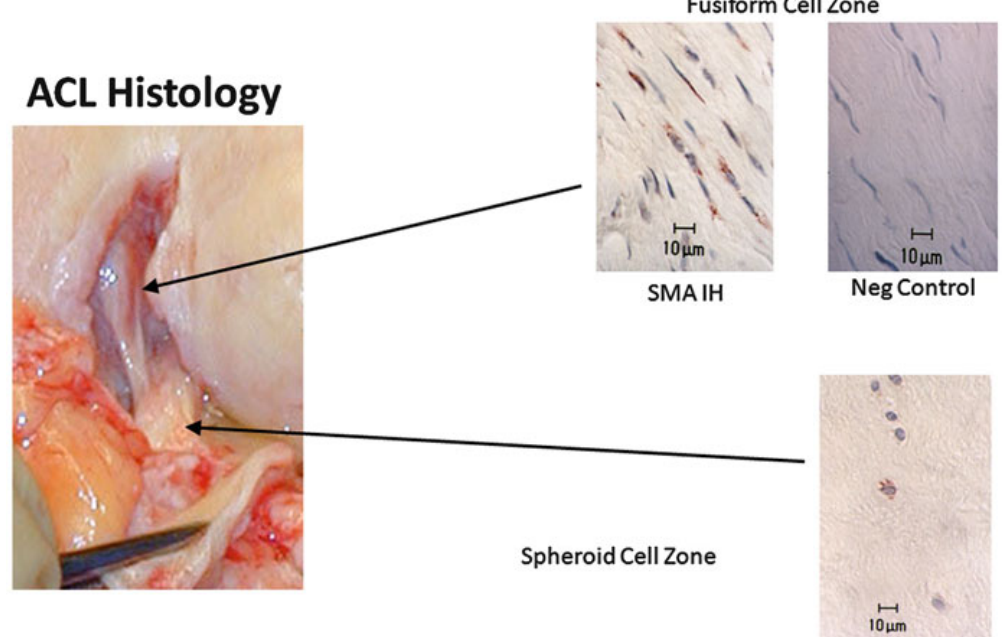 Fusiform Cell Zone
ACL Histology
10 µm
10 µm
SMA IH
Neg Control
Spheroid Cell Zone
10 µm